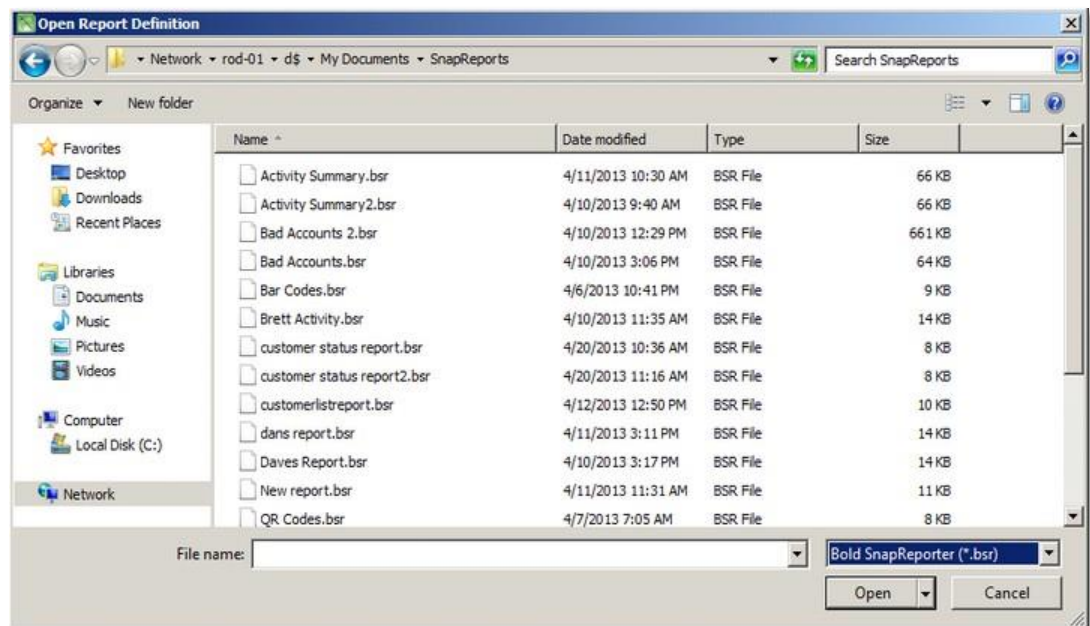 Open Report Definition
Network rod-01 d$ My Documents SnapReports
Search SnapReports
Organize New folder
Name Date modified Type Size
Favorites
Desktop
Downloads
Recent Places
Libraries
Documents
Music
Pictures
Videos
Computer
Local Disk (C:)
Network
Activity Summary.bsr 4/11/2013 10:30 AM BSR File 66 KB
Activity Summary2.bsr 4/10/2013 9:40 AM BSR File 66 KB
Bad Accounts 2.bsr 4/10/2013 12:29 PM BSR File 661 KB
Bad Accounts.bsr 4/10/2013 3:06 PM BSR File 64 KB
Bar Codes.bsr 4/6/2013 10:41 PM BSR File 9 KB
Brett Activity.bsr 4/10/2013 11:35 AM BSR File 14 KB
customer status report.bsr 4/20/2013 10:36 AM BSR File 8 KB
customer status report2.bsr 4/20/2013 11:16 AM BSR File 8 KB
customerlistreport.bsr 4/12/2013 12:50 PM BSR File 10 KB
dans report.bsr 4/11/2013 3:11 PM BSR File 14 KB
Daves Report.bsr 4/10/2013 3:17 PM BSR File 14 KB
New report.bsr 4/11/2013 11:31 AM BSR File 11 KB
QR Codes.bsr 4/7/2013 7:05 AM BSR File 8 KB
File name:
Bold SnapReporter (*.bsr)
Open Cancel